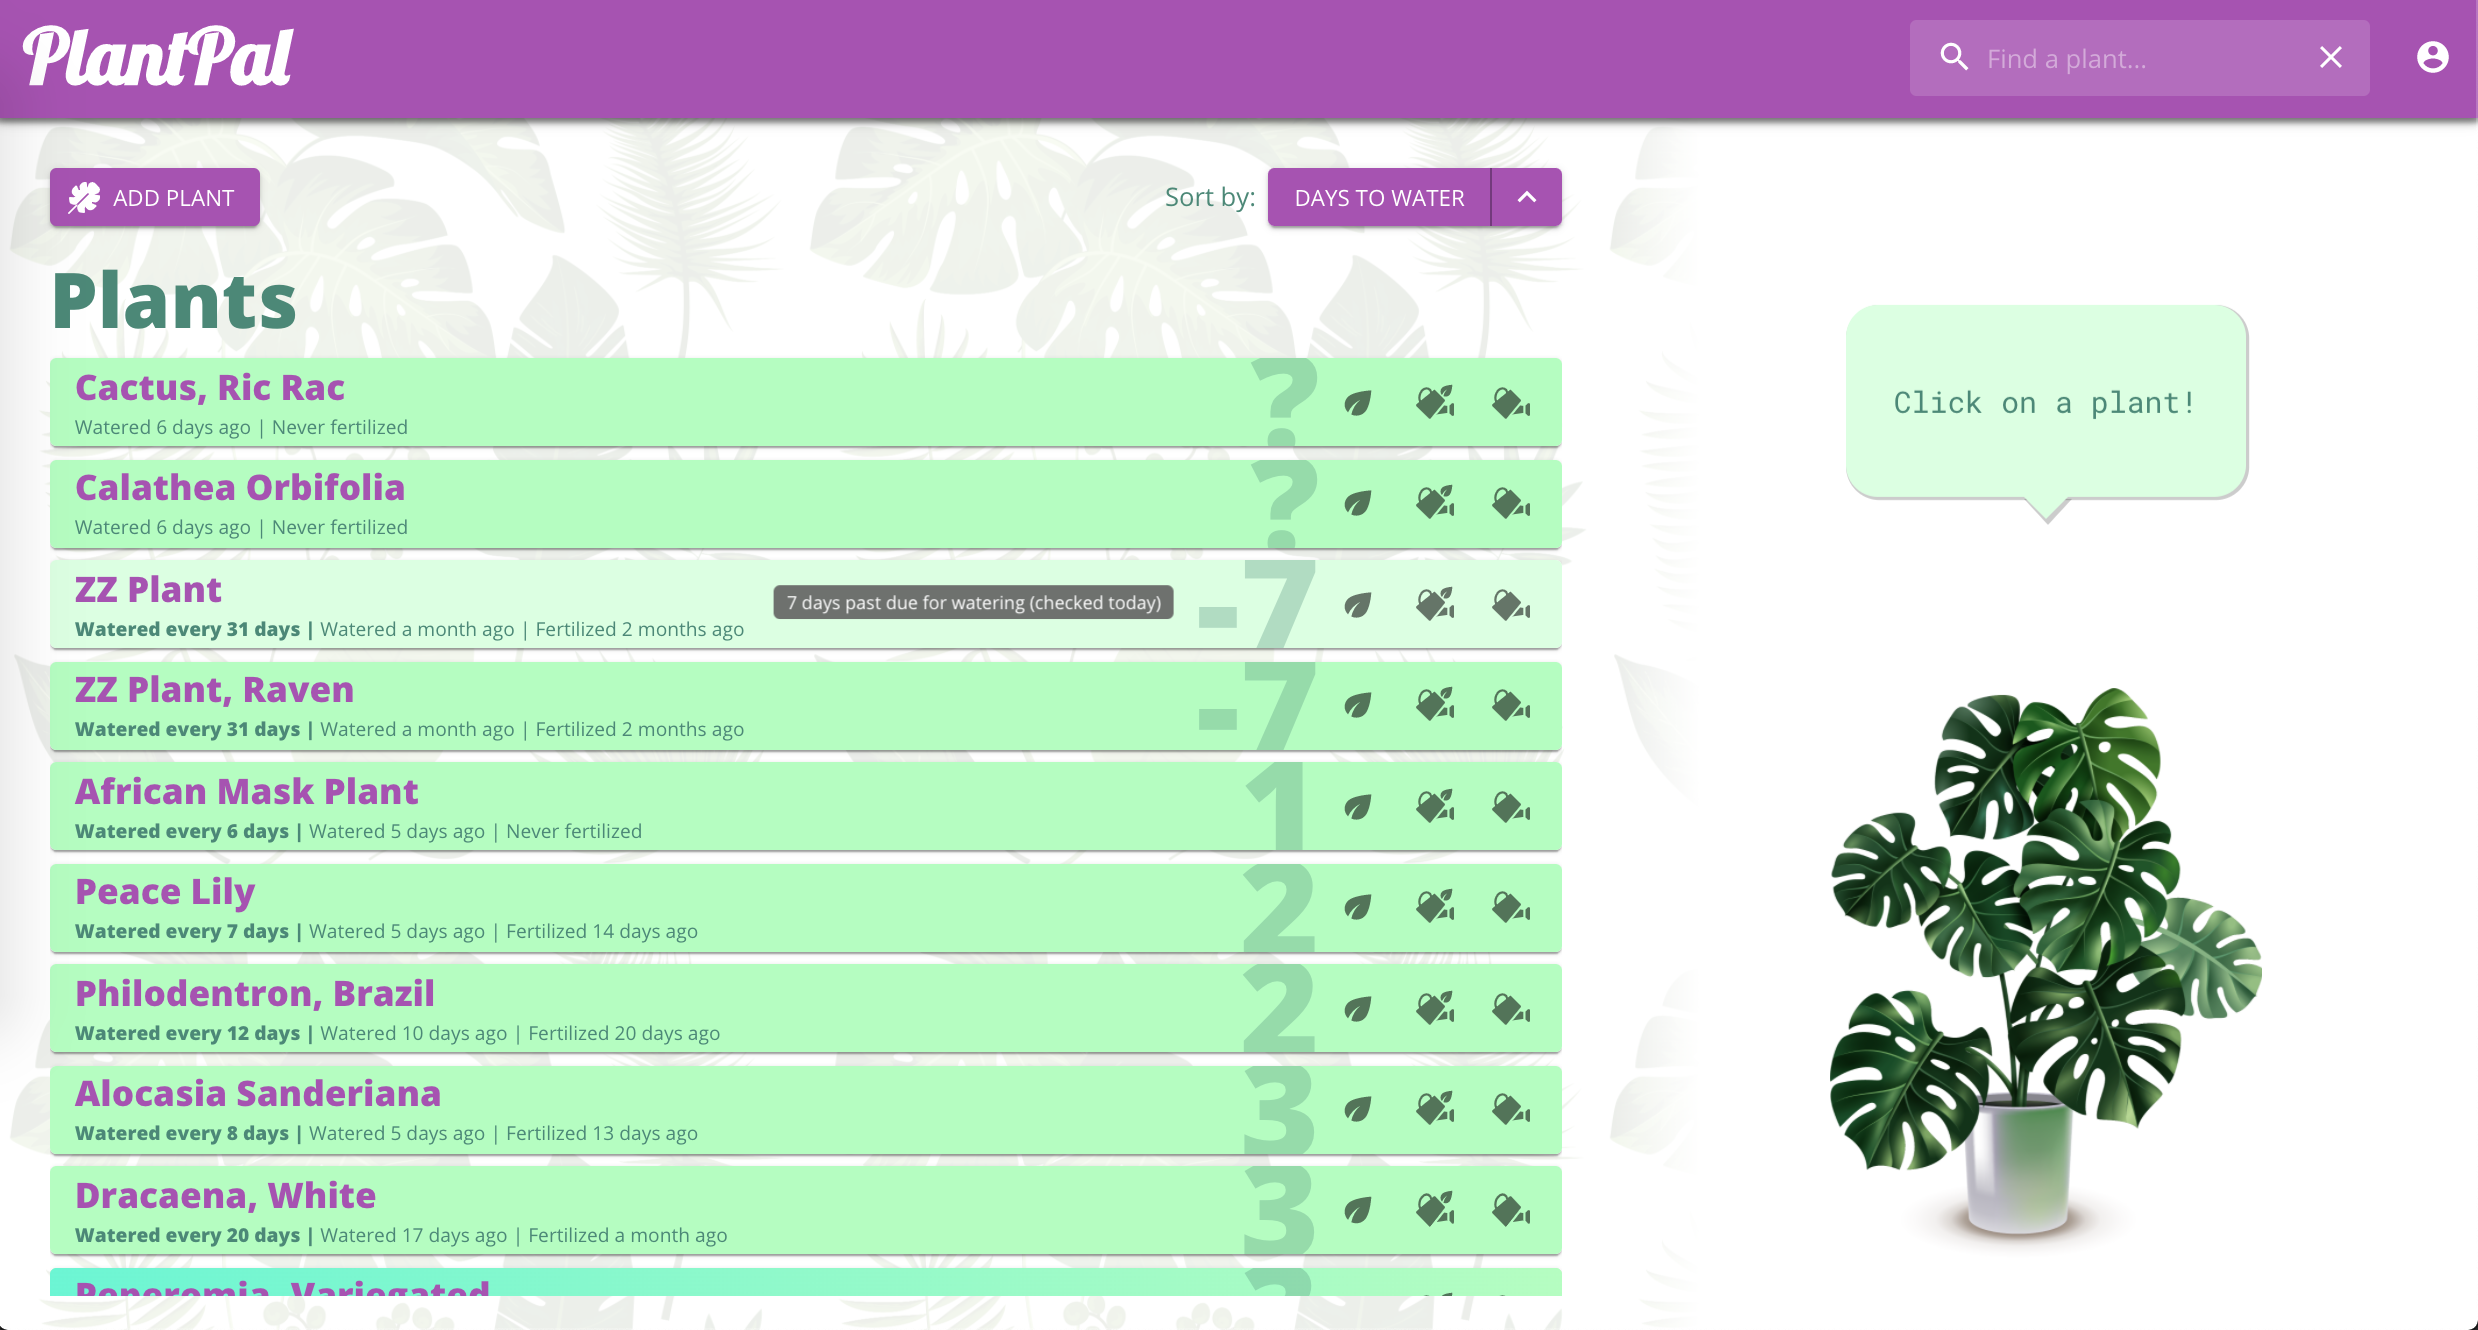 PlantPal
Find a plant...
ADD PLANT
Sort by:
DAYS TO WATER
Plants
Cactus, Ric Rac
Watered 6 days ago | Never fertilized
?
Calathea Orbifolia
Watered 6 days ago | Never fertilized
?
ZZ Plant
Watered every 31 days | Watered a month ago | Fertilized 2 months ago
7 days past due for watering (checked today)
-7
ZZ Plant, Raven
Watered every 31 days | Watered a month ago | Fertilized 2 months ago
-7
African Mask Plant
Watered every 6 days | Watered 5 days ago | Never fertilized
1
Peace Lily
Watered every 7 days | Watered 5 days ago | Fertilized 14 days ago
2
Philodentron, Brazil
Watered every 12 days | Watered 10 days ago | Fertilized 20 days ago
2
Alocasia Sanderiana
Watered every 8 days | Watered 5 days ago | Fertilized 13 days ago
3
Dracaena, White
Watered every 20 days | Watered 17 days ago | Fertilized a month ago
3
Peperomia, Variegated
Click on a plant!